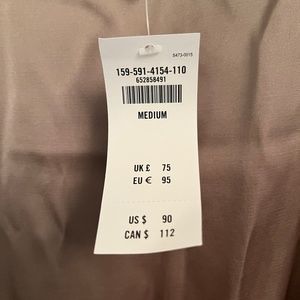 5473-0015
159-591-4154-110
652858491
MEDIUM
UK £ 75
EU € 95
US $ 90
CAN $ 112